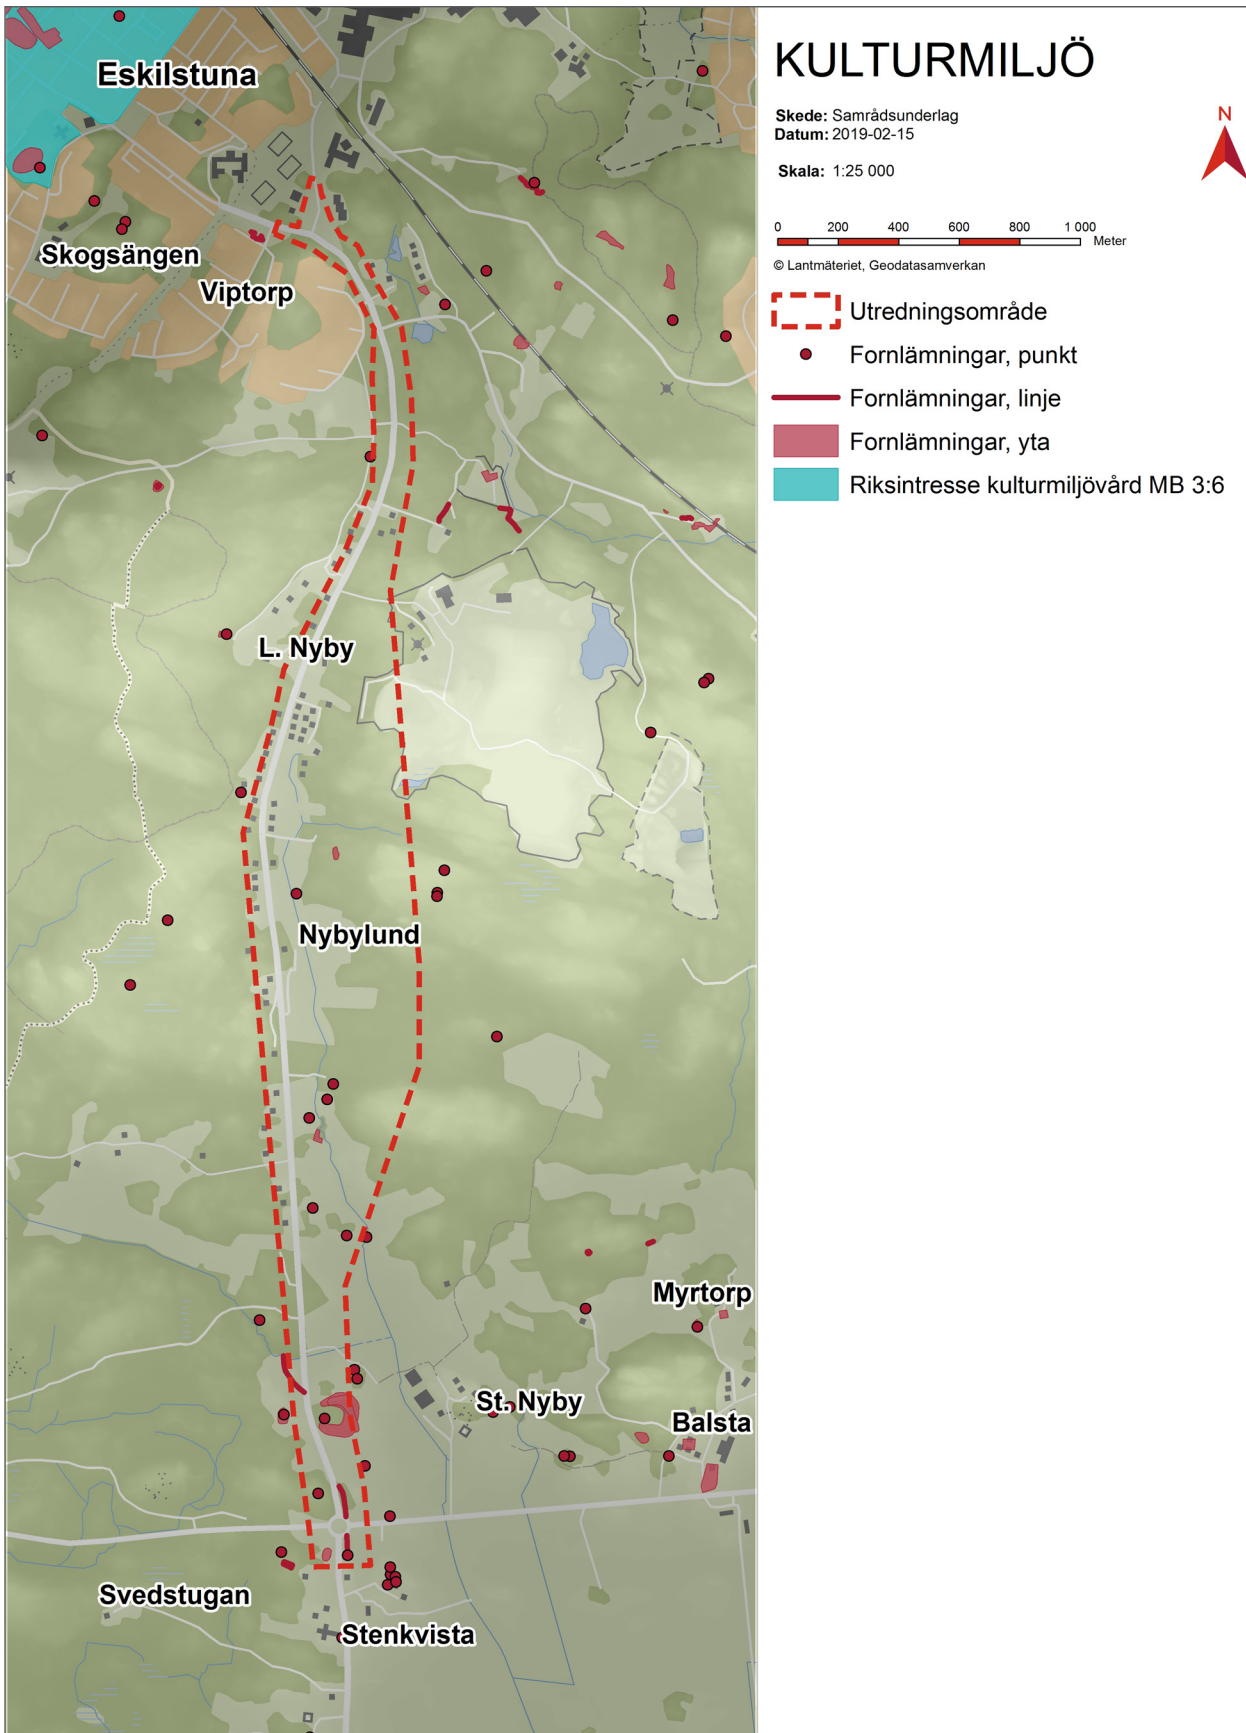 KULTURMILJÖ
Skede: Samrådsunderlag
Datum: 2019-02-15
Skala: 1:25 000
N
0 200 400 600 800 1 000
Meter
© Lantmäteriet, Geodatasamverkan
Utredningsområde
Fornlämningar, punkt
Fornlämningar, linje
Fornlämningar, yta
Riksintresse kulturmiljövård MB 3:6
Eskilstuna
Skogsängen
Viptorp
L. Nyby
Nybylund
Myrtorp
St. Nyby
Balsta
Svedstugan
Stenkvista